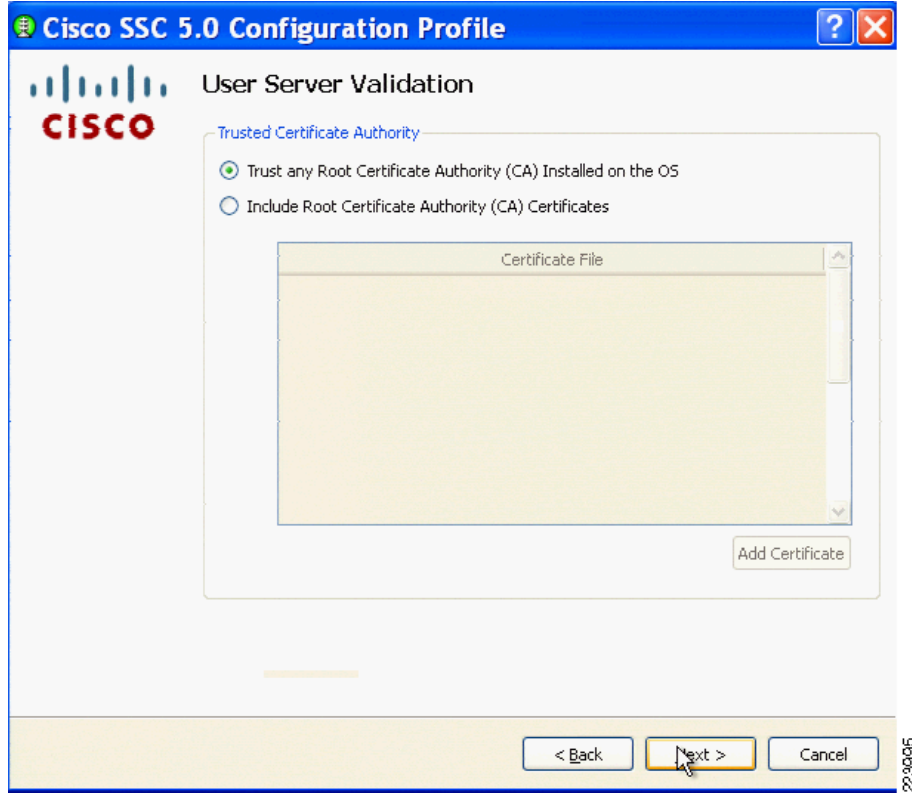 Cisco SSC 5.0 Configuration Profile
?
CISCO
User Server Validation
Trusted Certificate Authority
Trust any Root Certificate Authority (CA) Installed on the OS
Include Root Certificate Authority (CA) Certificates
Certificate File
Add Certificate
< Back
Next >
Cancel